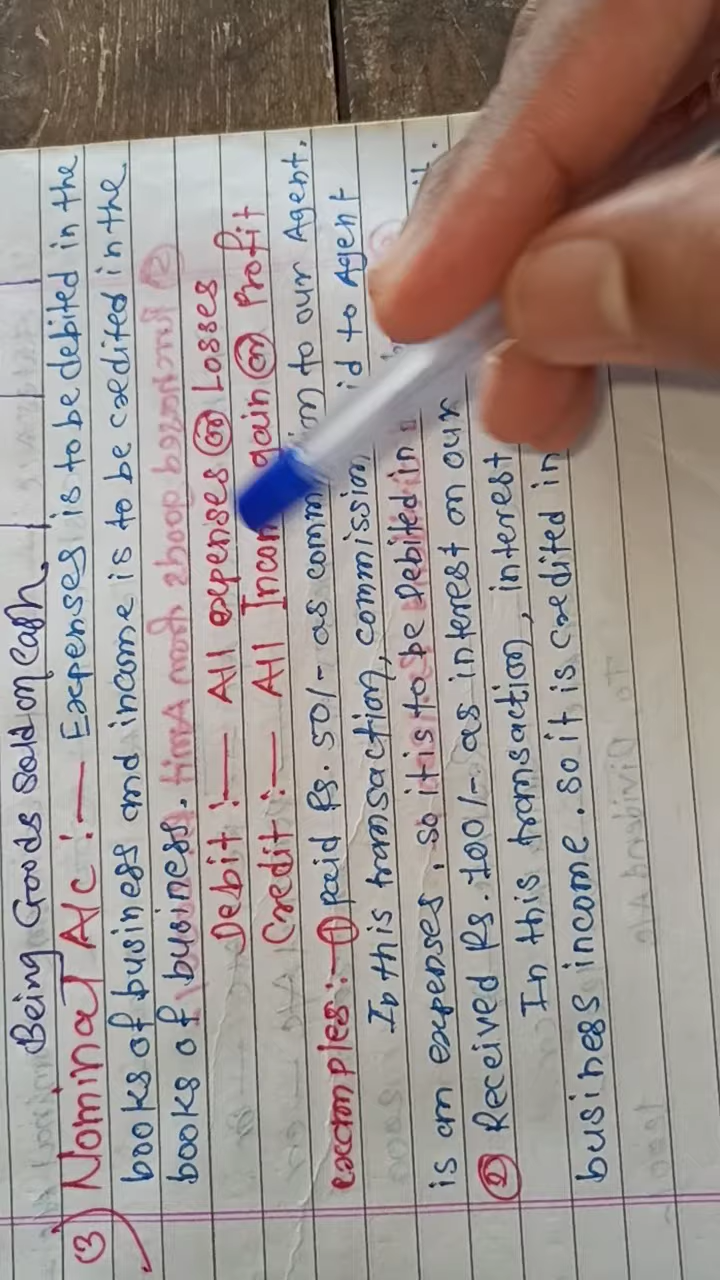 Being Goods Sold on Cash.
3) Nominal A/c :— Expenses is to be debited in the
books of business and income is to be credited in the
books of business.
Debit :— All expenses or Losses
Credit :— All gain or Profit
examples :— ① paid Rs. 50/- as to our Agent.
In this transaction, commission to Agent
is an expenses, so it is to be Debited in
② Received Rs. 100/- as interest on our
In this transaction, interest
business income. so it is credited in